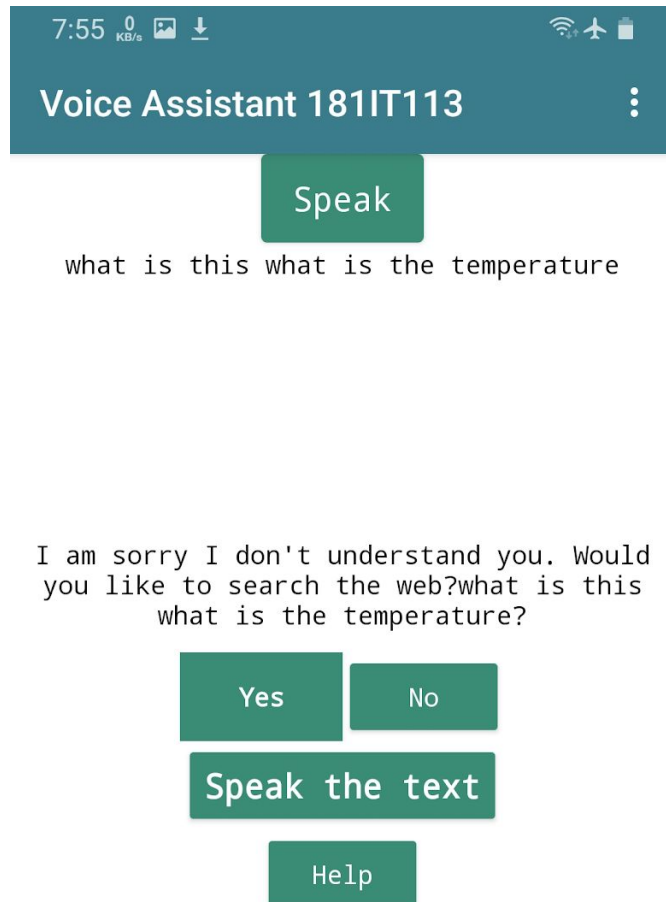 7:55 0 KB/s
Voice Assistant 181IT113
Speak
what is this what is the temperature
I am sorry I don't understand you. Would
you like to search the web?what is this
what is the temperature?
Yes No
Speak the text
Help